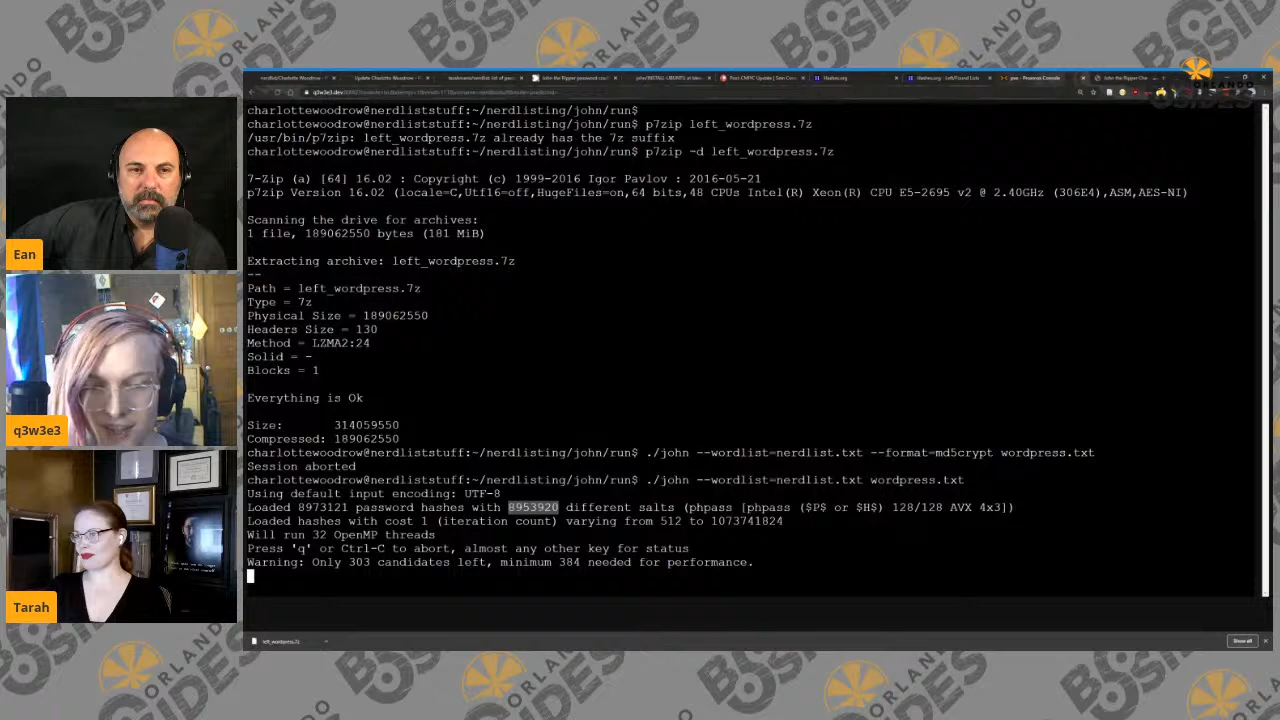 BSIDES ORLANDO
ORLANDO
q3w3e3.dev
charlottewoodrow@nerdliststuff:~/nerdlisting/john/run$
charlottewoodrow@nerdliststuff:~/nerdlisting/john/run$ p7zip left_wordpress.7z
/usr/bin/p7zip: left_wordpress.7z already has the 7z suffix
charlottewoodrow@nerdliststuff:~/nerdlisting/john/run$ p7zip -d left_wordpress.7z
7-Zip (a) [64] 16.02 : Copyright (c) 1999-2016 Igor Pavlov : 2016-05-21
p7zip Version 16.02 (locale=C,Utf16=off,HugeFiles=on,64 bits,48 CPUs Intel(R) Xeon(R) CPU E5-2695 v2 @ 2.40GHz (306E4),ASM,AES-NI)
Scanning the drive for archives:
1 file, 189062550 bytes (181 MiB)
Extracting archive: left_wordpress.7z
--
Path = left_wordpress.7z
Type = 7z
Physical Size = 189062550
Headers Size = 130
Method = LZMA2:24
Solid = -
Blocks = 1
Everything is Ok
Size: 314059550
Compressed: 189062550
charlottewoodrow@nerdliststuff:~/nerdlisting/john/run$ ./john --wordlist=nerdlist.txt --format=md5crypt wordpress.txt
Session aborted
charlottewoodrow@nerdliststuff:~/nerdlisting/john/run$ ./john --wordlist=nerdlist.txt wordpress.txt
Using default input encoding: UTF-8
Loaded 8973121 password hashes with 8953920 different salts (phpass [phpass ($P$ or $H$) 128/128 AVX 4x3])
Loaded hashes with cost 1 (iteration count) varying from 512 to 1073741824
Will run 32 OpenMP threads
Press 'q' or Ctrl-C to abort, almost any other key for status
Warning: Only 303 candidates left, minimum 384 needed for performance.
left_wordpress.7z
Show all
Ean
q3w3e3
Tarah